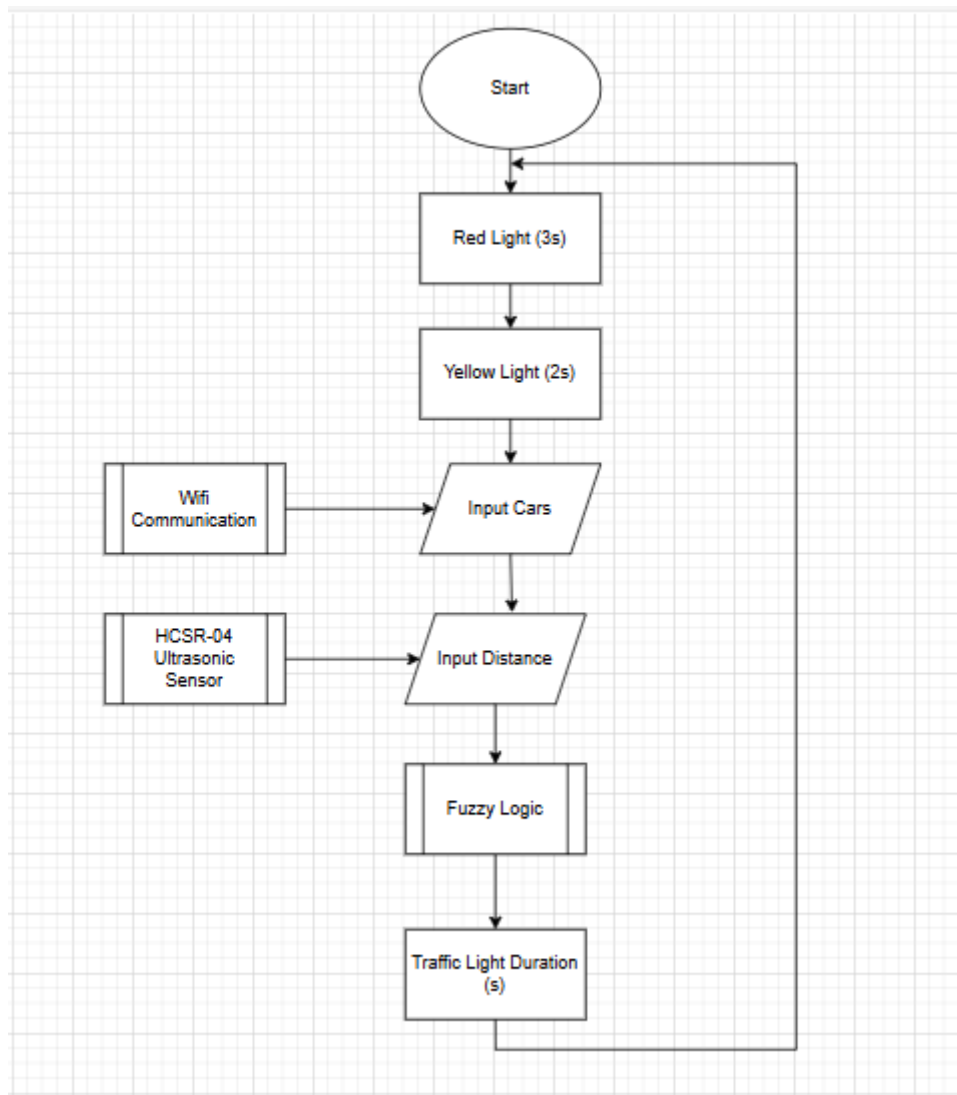 Start
Red Light (3s)
Yellow Light (2s)
Wifi
Communication
Input Cars
HCSR-04
Ultrasonic
Sensor
Input Distance
Fuzzy Logic
Traffic Light Duration
(s)